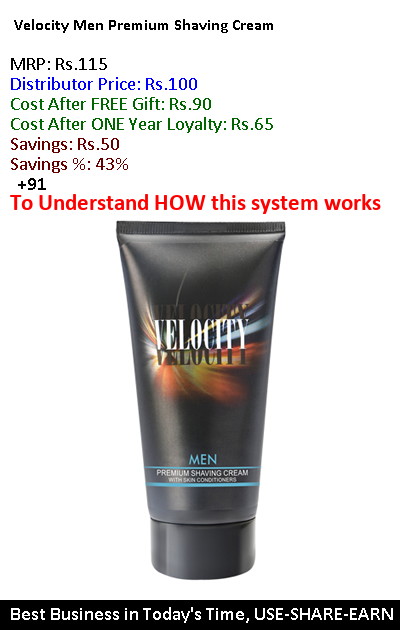 Velocity Men Premium Shaving Cream
MRP: Rs.115
Distributor Price: Rs.100
Cost After FREE Gift: Rs.90
Cost After ONE Year Loyalty: Rs.65
Savings: Rs.50
Savings %: 43%
+91
To Understand HOW this system works
VELOCITY
VELOCITY
VELOCITY
MEN
PREMIUM SHAVING CREAM
WITH SKIN CONDITIONERS
Best Business in Today's Time, USE-SHARE-EARN